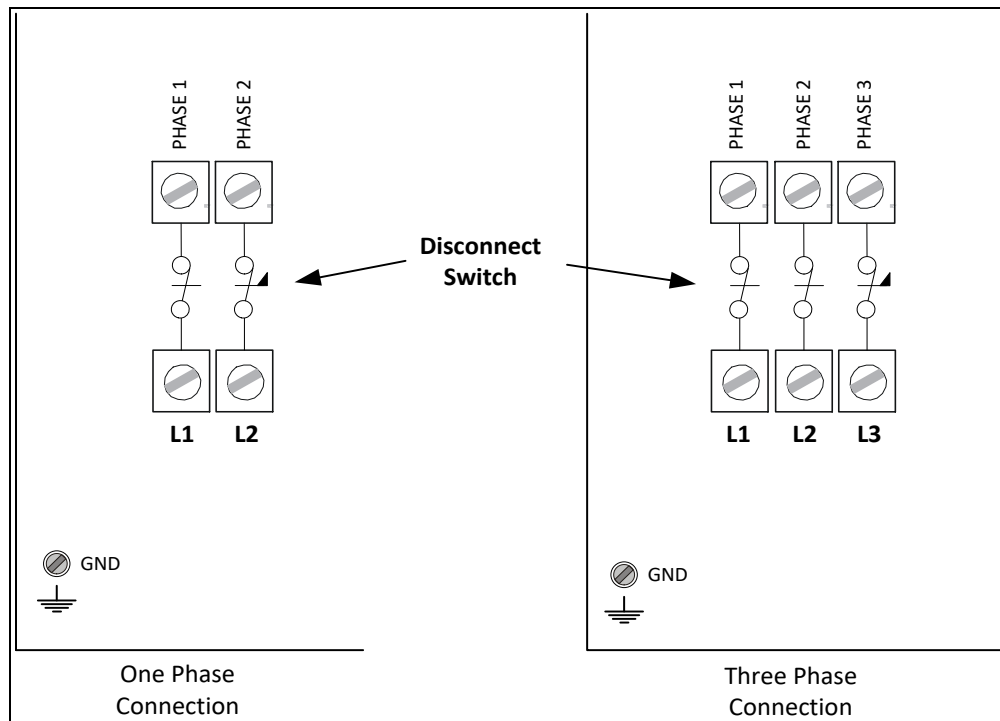 PHASE 1
PHASE 2
PHASE 1
PHASE 2
PHASE 3
Disconnect
Switch
L1
L2
L1
L2
L3
GND
GND
One Phase
Connection
Three Phase
Connection